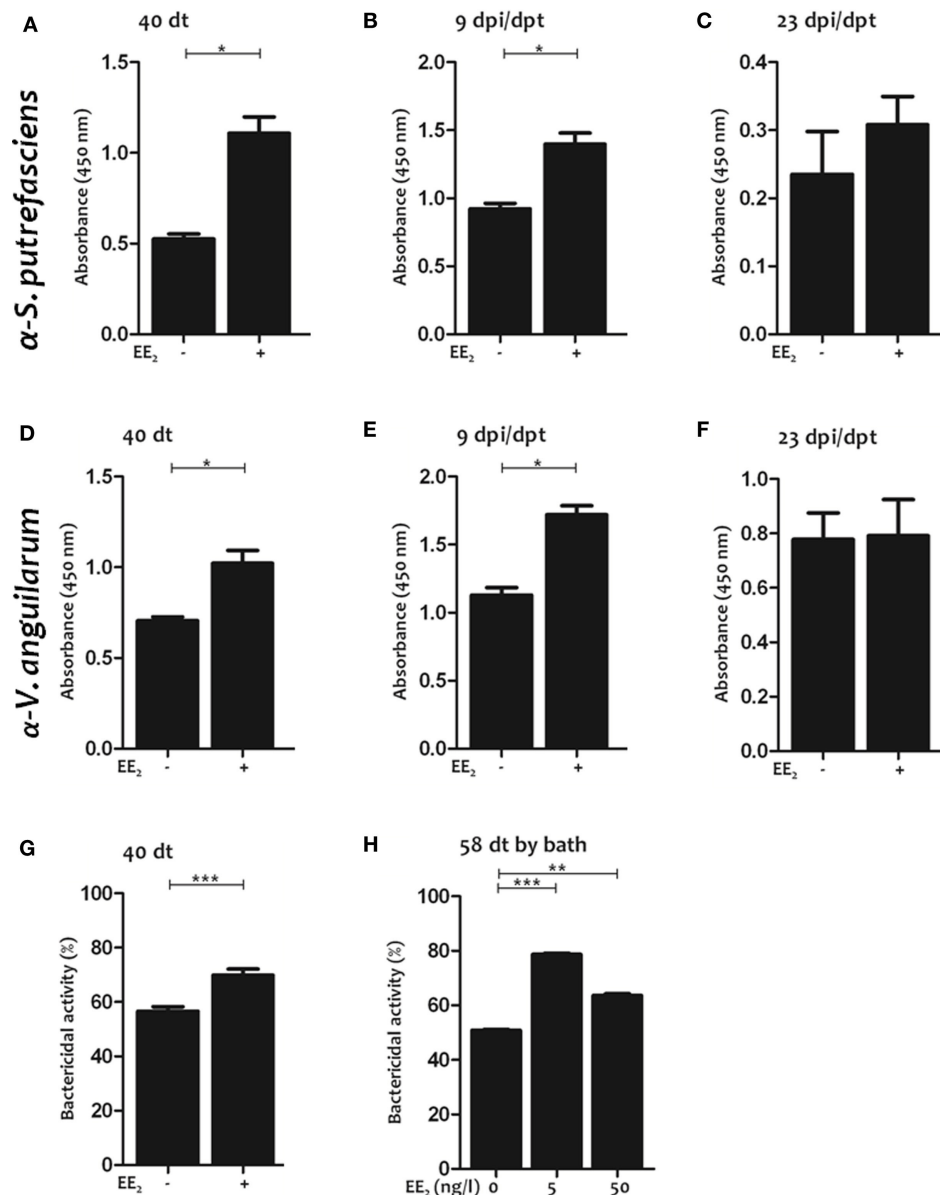 A
40 dt
*
α-S. putrefasciens
Absorbance (450 nm)
1.5
1.0
0.5
0.0
EE₂ - +
B
9 dpi/dpt
*
Absorbance (450 nm)
2.0
1.5
1.0
0.5
0.0
EE₂ - +
C
23 dpi/dpt
Absorbance (450 nm)
0.4
0.3
0.2
0.1
0.0
EE₂ - +
D
40 dt
*
α-V. anguilarum
Absorbance (450 nm)
1.5
1.0
0.5
0.0
EE₂ - +
E
9 dpi/dpt
*
Absorbance (450 nm)
2.0
1.5
1.0
0.5
0.0
EE₂ - +
F
23 dpi/dpt
Absorbance (450 nm)
1.0
0.8
0.6
0.4
0.8
0.0
EE₂ - +
G
40 dt
***
Bactericidal activity (%)
100
80
60
40
20
0
EE₂ - +
H
58 dt by bath
**
***
Bactericidal activity (%)
100
80
60
40
20
0
EE₂ (ng/l) 0 5 50